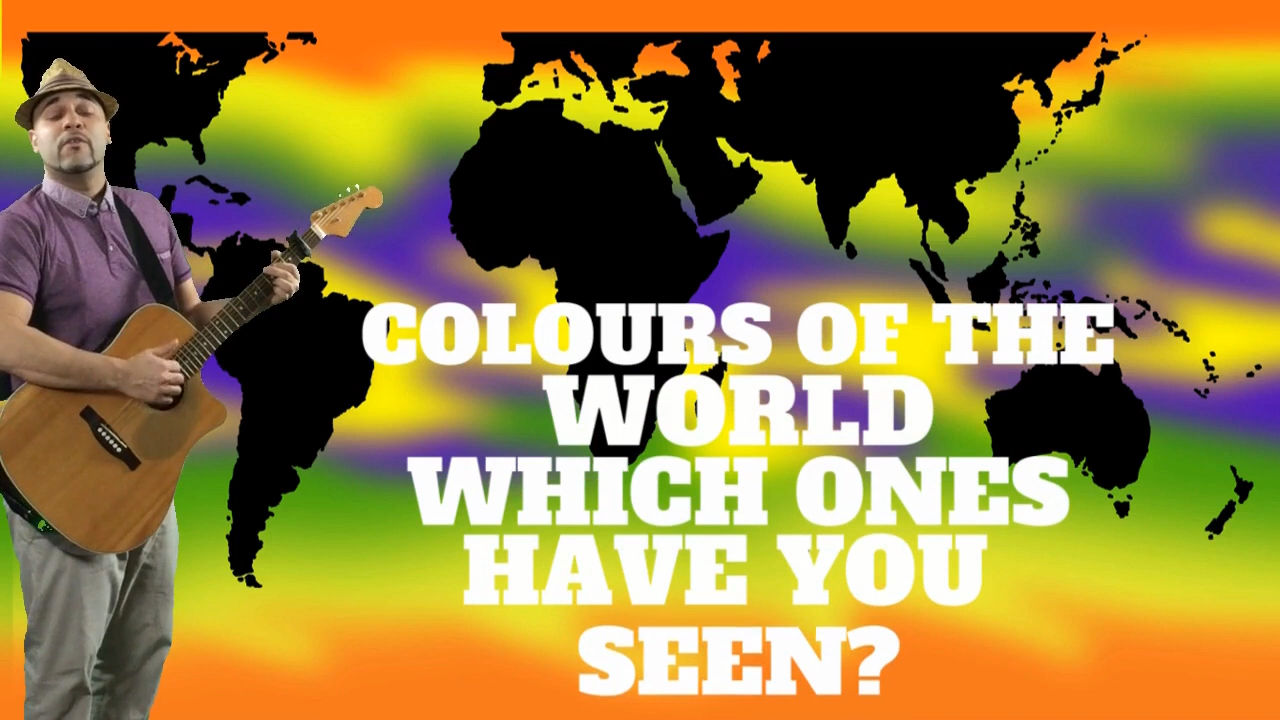 COLOURS OF THE
WORLD
WHICH ONES
HAVE YOU
SEEN?